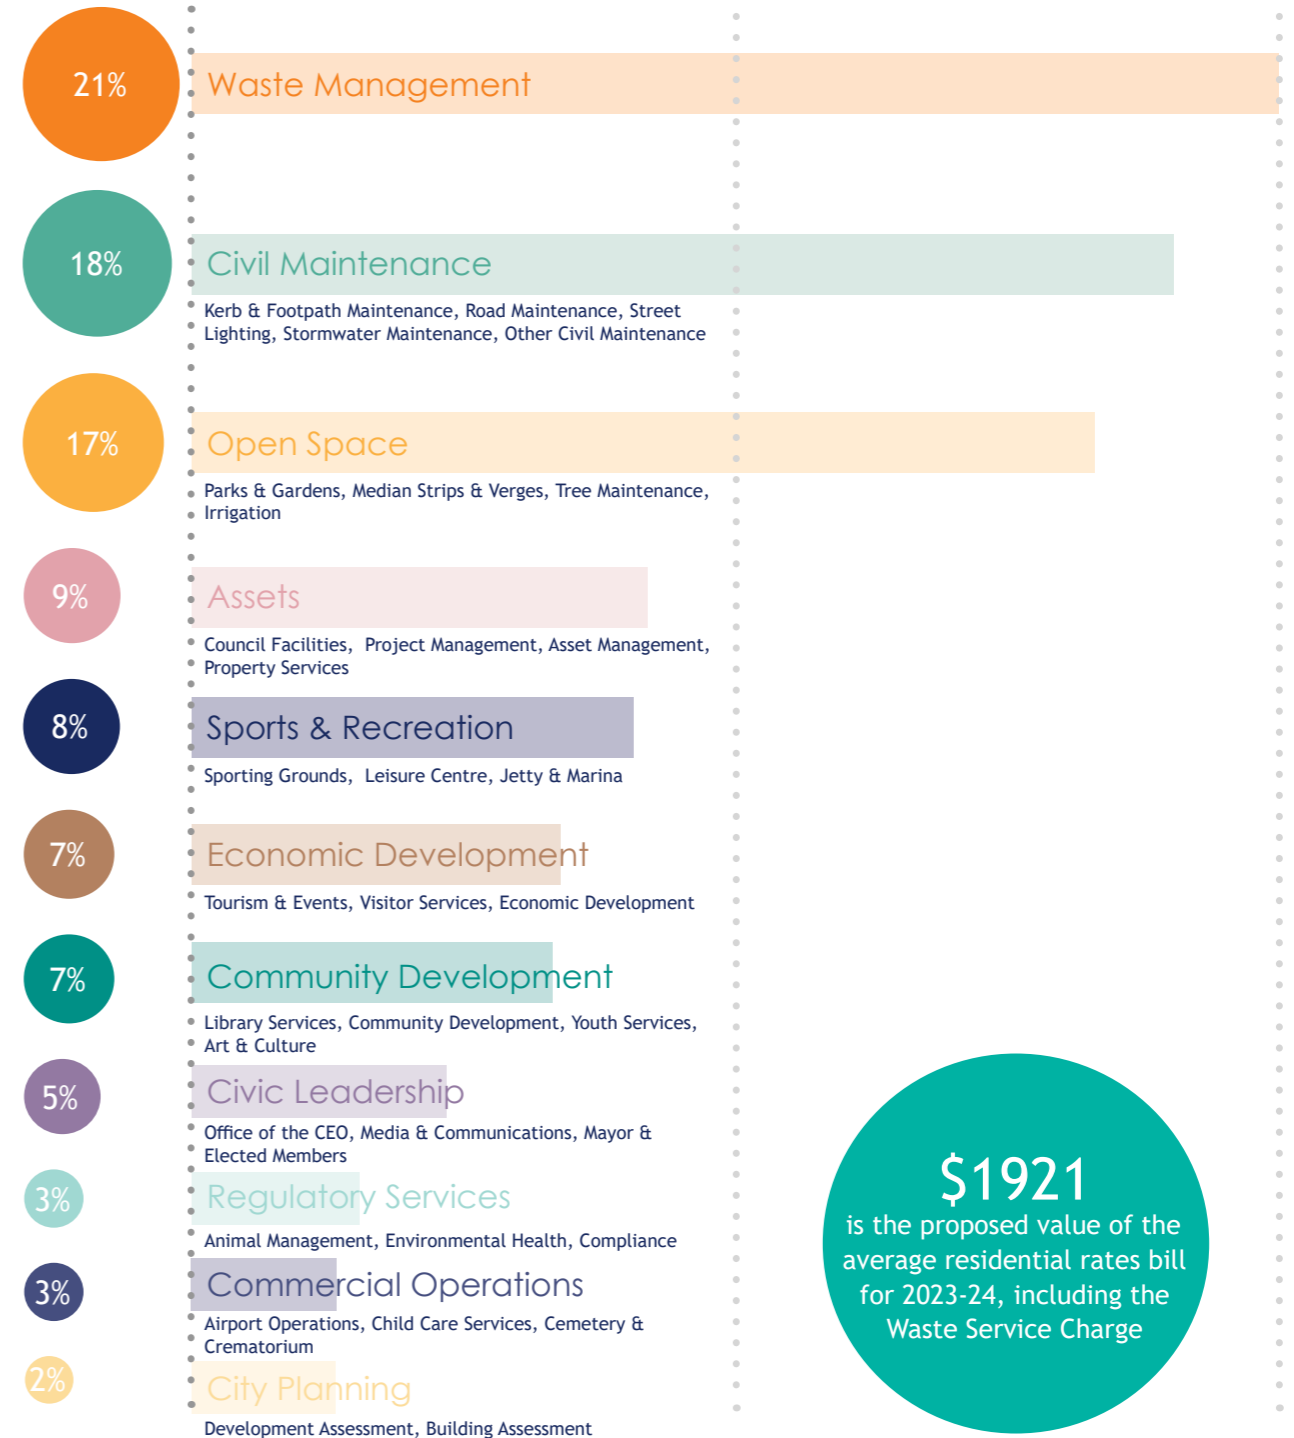 21%
Waste Management
18%
Civil Maintenance
Kerb & Footpath Maintenance, Road Maintenance, Street
Lighting, Stormwater Maintenance, Other Civil Maintenance
17%
Open Space
Parks & Gardens, Median Strips & Verges, Tree Maintenance,
Irrigation
9%
Assets
Council Facilities,  Project Management, Asset Management,
Property Services
8%
Sports & Recreation
Sporting Grounds,  Leisure Centre, Jetty & Marina
7%
Economic Development
Tourism & Events, Visitor Services, Economic Development
7%
Community Development
Library Services, Community Development, Youth Services,
Art & Culture
5%
Civic Leadership
Office of the CEO, Media & Communications, Mayor &
Elected Members
3%
Regulatory Services
Animal Management, Environmental Health, Compliance
3%
Commercial Operations
Airport Operations, Child Care Services, Cemetery &
Crematorium
2%
City Planning
Development Assessment, Building Assessment
$1921
is the proposed value of the
average residential rates bill
for 2023-24, including the
Waste Service Charge